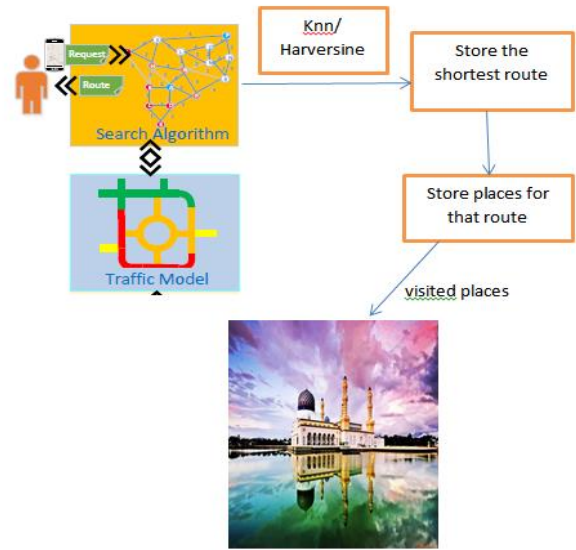 Knn/
Harversine
Request
Route
Search Algorithm
Store the
shortest route
Traffic Model
Store places for
that route
visited places